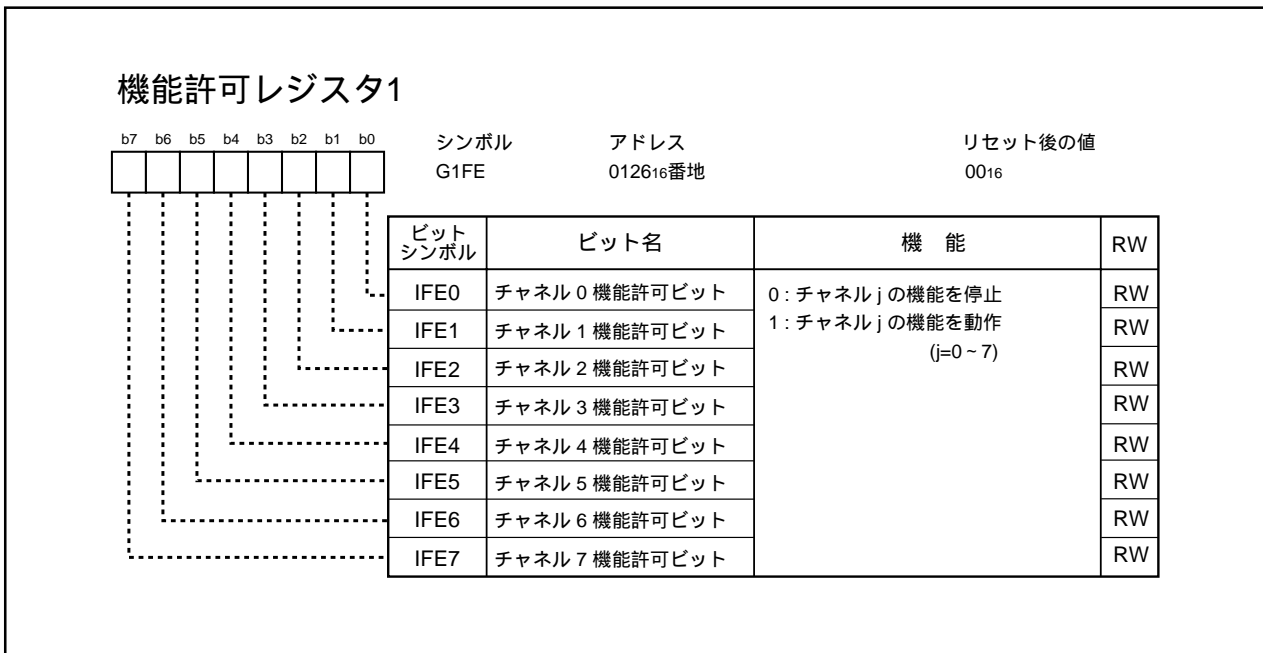 機能許可レジスタ1
b7 b6 b5 b4 b3 b2 b1 b0
シンボル アドレス リセット後の値
G1FE 012616番地 0016
ビット
シンボル ビット名 機 能 RW
IFE0 チャネル 0 機能許可ビット 0 : チャネル j の機能を停止 RW
IFE1 チャネル 1 機能許可ビット 1 : チャネル j の機能を動作 RW
(j=0 ~ 7)
IFE2 チャネル 2 機能許可ビット RW
IFE3 チャネル 3 機能許可ビット RW
IFE4 チャネル 4 機能許可ビット RW
IFE5 チャネル 5 機能許可ビット RW
IFE6 チャネル 6 機能許可ビット RW
IFE7 チャネル 7 機能許可ビット RW